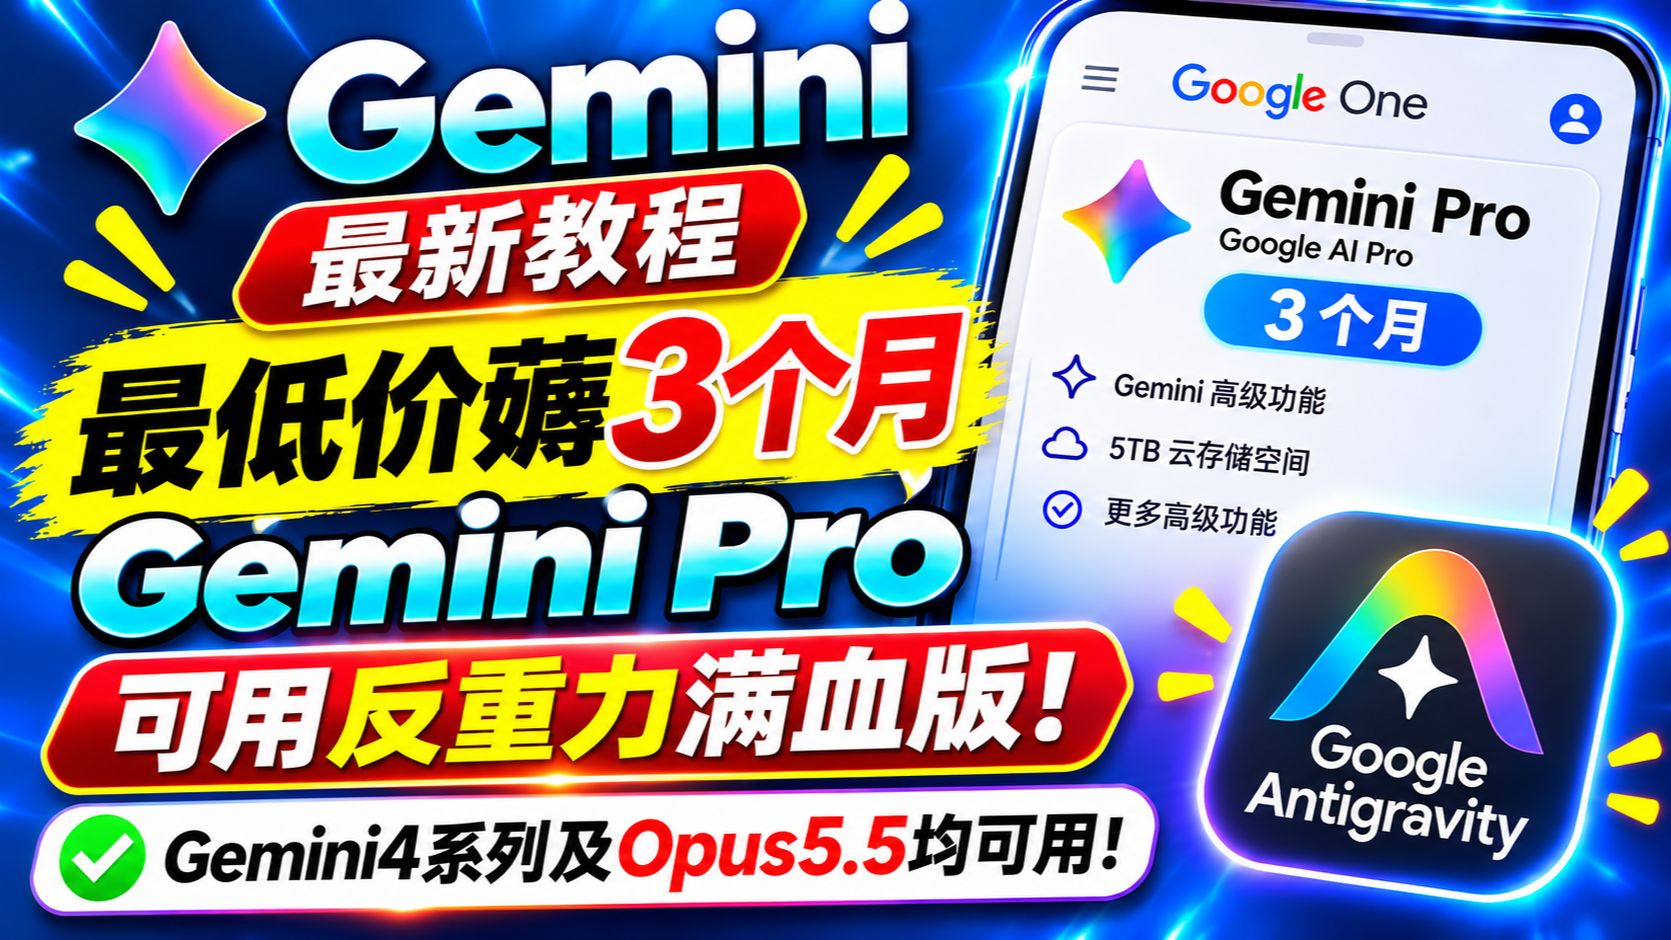 Gemini
最新教程
最低价薅3个月
Gemini Pro
可用反重力满血版!
Gemini4系列及Opus5.5均可用!
Google One
Gemini Pro
Google AI Pro
3个月
Gemini 高级功能
5TB 云存储空间
更多高级功能
Google
Antigravity